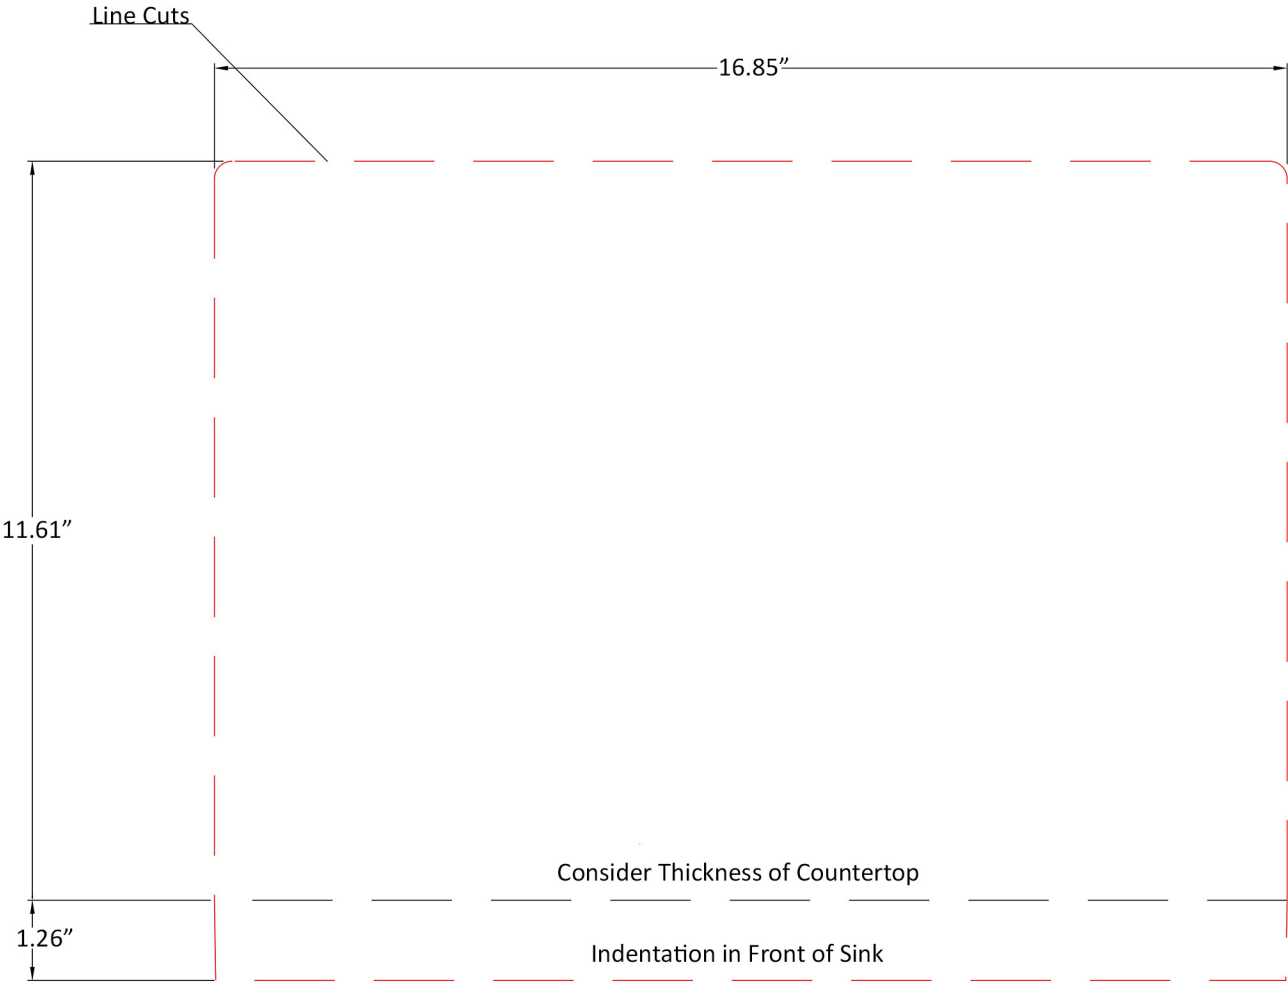 Line Cuts
16.85”
11.61”
Consider Thickness of Countertop
1.26”
Indentation in Front of Sink